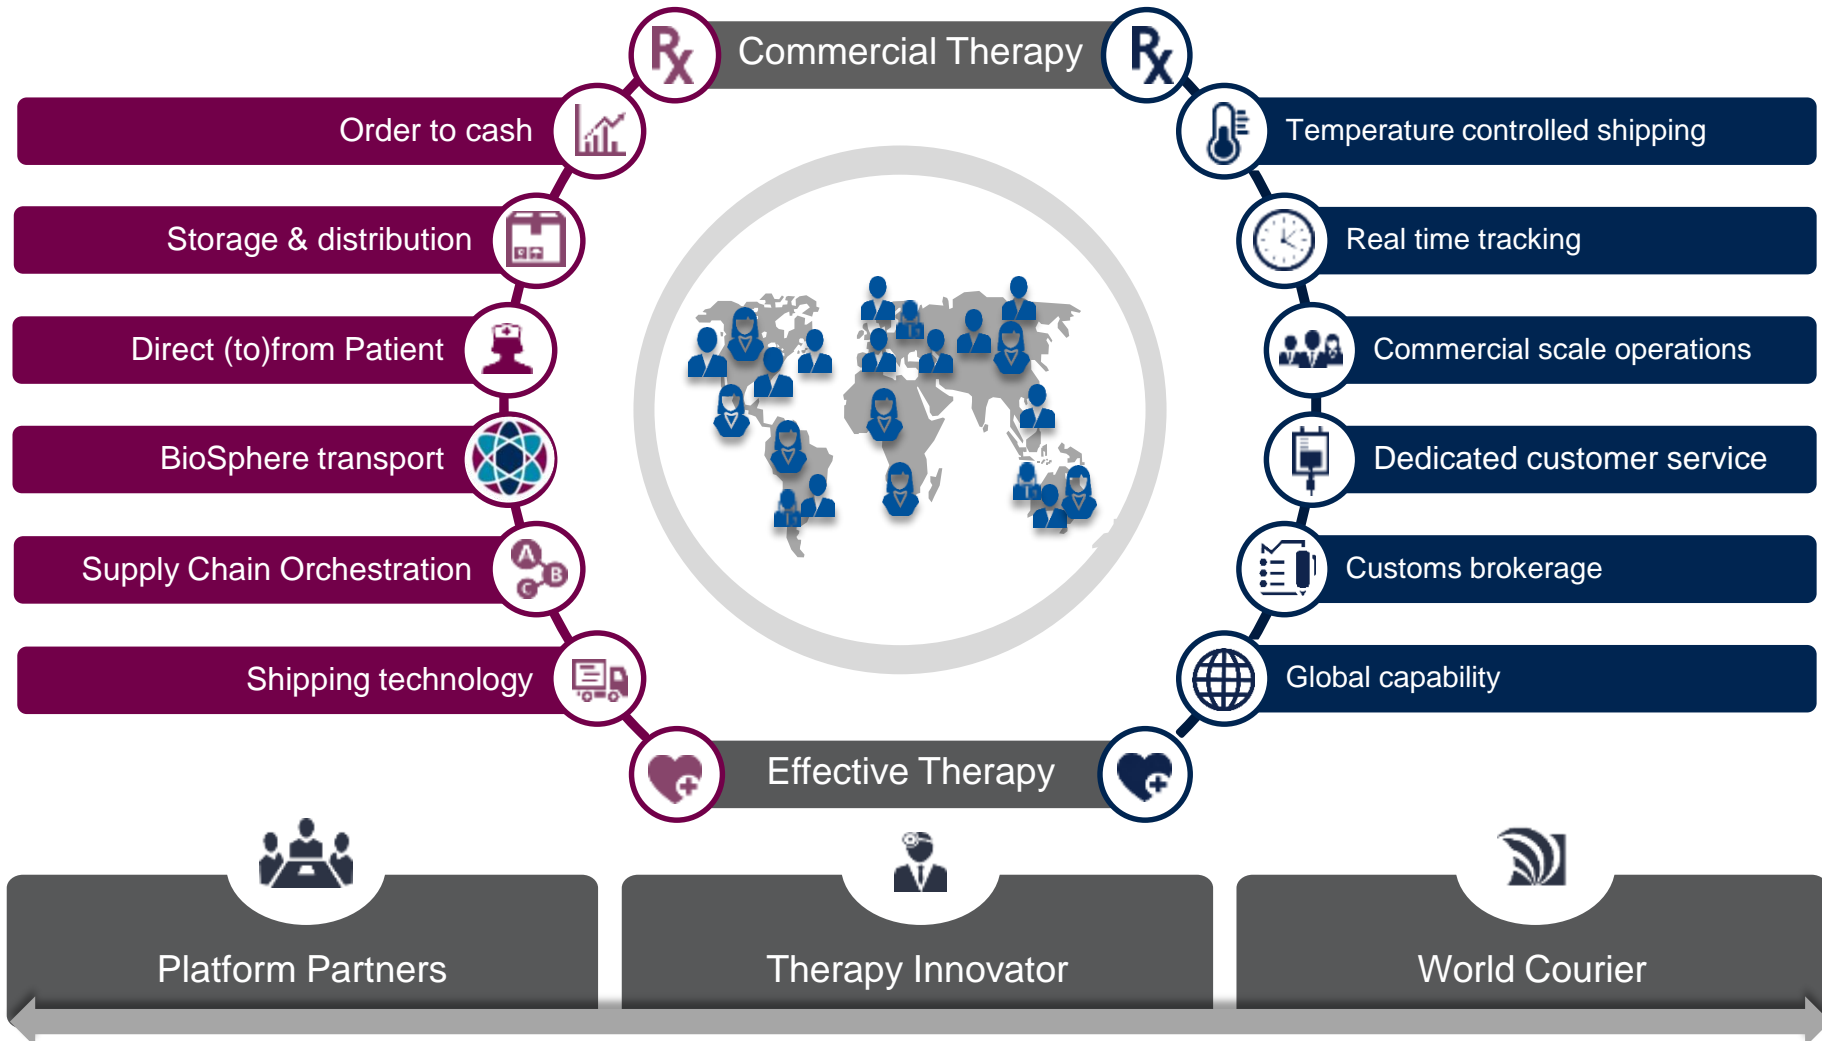 Commercial Therapy
Order to cash
Storage & distribution
Direct (to)from Patient
BioSphere transport
Supply Chain Orchestration
Shipping technology
Temperature controlled shipping
Real time tracking
Commercial scale operations
Dedicated customer service
Customs brokerage
Global capability
Effective Therapy
Platform Partners
Therapy Innovator
World Courier
Rx
Rx
A
B
C